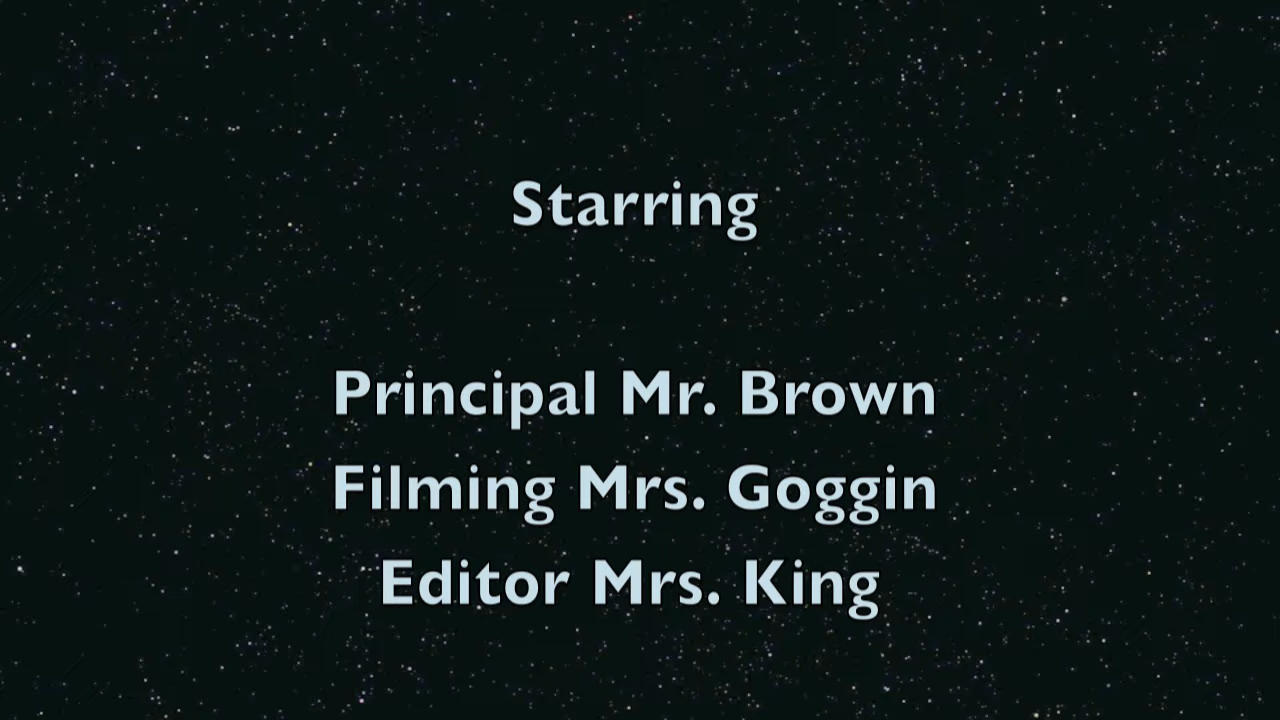 Starring
Principal Mr. Brown
Filming Mrs. Goggin
Editor Mrs. King